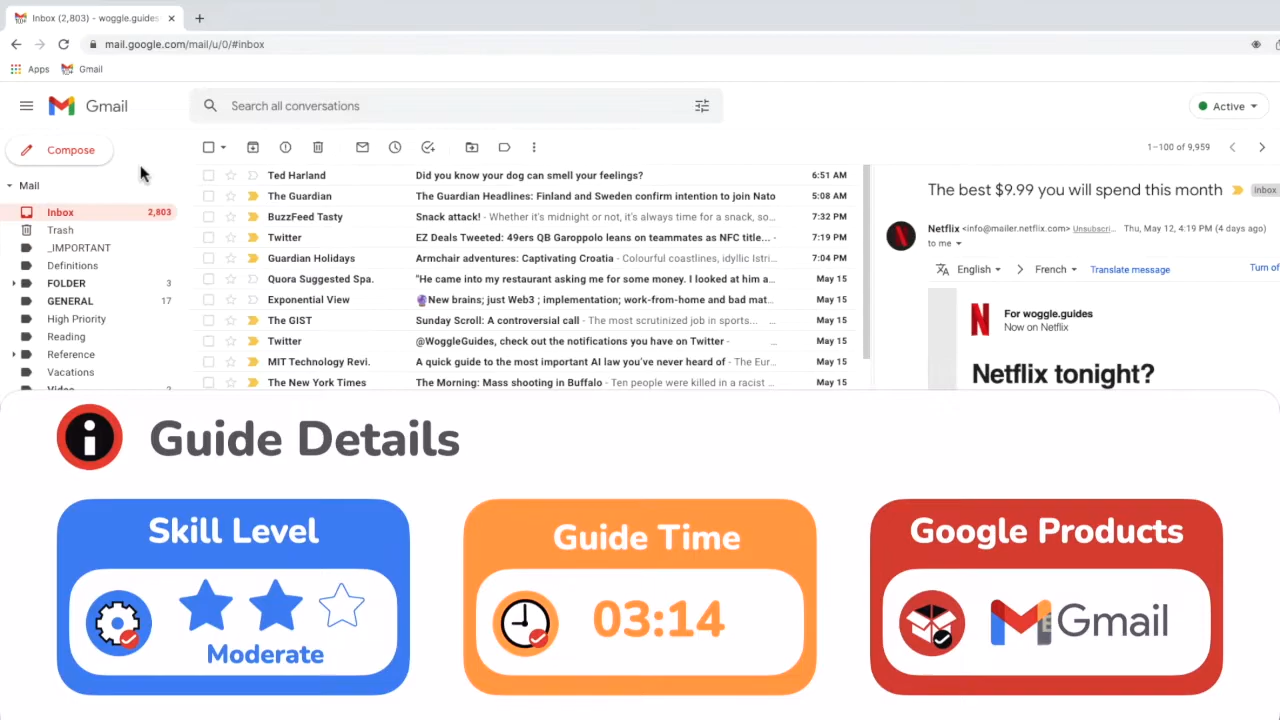 Inbox (2,803) - woggle.guides
mail.google.com/mail/u/0/#inbox
Apps Gmail
Gmail
Search all conversations
Active
Compose
1–100 of 9,959
Mail
Inbox 2,803
Trash
_IMPORTANT
Definitions
FOLDER 3
GENERAL 17
High Priority
Reading
Reference
Vacations
Ted Harland Did you know your dog can smell your feelings? 6:51 AM
The Guardian The Guardian Headlines: Finland and Sweden confirm intention to join Nato 5:08 AM
BuzzFeed Tasty Snack attack! - Whether it's midnight or not, it's always time for a snack, so... 7:32 PM
Twitter EZ Deals Tweeted: 49ers QB Garoppolo leans on teammates as NFC title... 7:19 PM
Guardian Holidays Armchair adventures: Captivating Croatia - Colourful coastlines, idyllic Istri... 7:04 PM
Quora Suggested Spa. "He came into my restaurant asking me for some money. I looked at him a... May 15
Exponential View 🔮New brains; just Web3 ; implementation; work-from-home and bad mat... May 15
The GIST Sunday Scroll: A controversial call - The most scrutinized job in sports... ... May 15
Twitter @WoggleGuides, check out the notifications you have on Twitter - ... May 15
MIT Technology Revi. A quick guide to the most important AI law you've never heard of - The Eur... May 15
The New York Times The Morning: Mass shooting in Buffalo - Ten people were killed in a racist ... May 15
The best $9.99 you will spend this month Inbox
Netflix <info@mailer.netflix.com> Unsubscri... Thu, May 12, 4:19 PM (4 days ago)
to me
English > French Translate message Turn of
For woggle.guides
Now on Netflix
Netflix tonight?
Guide Details
Skill Level
Moderate
Guide Time
03:14
Google Products
Gmail